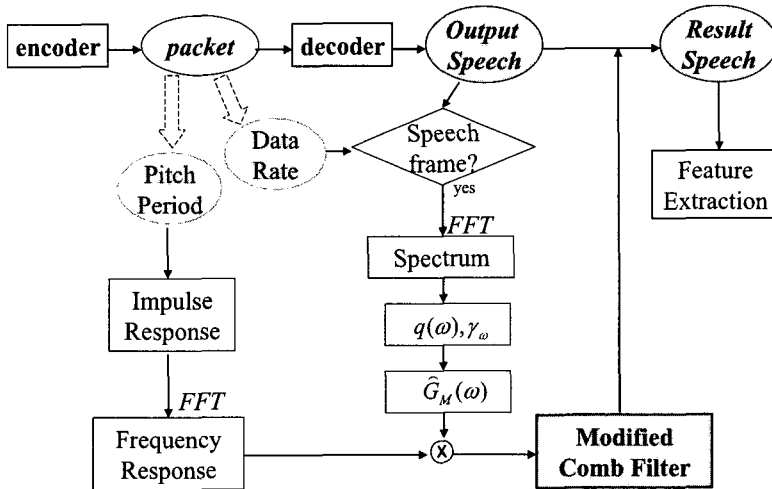 encoder
packet
decoder
Output
Speech
Result
Speech
Data
Rate
Speech
frame?
yes
Pitch
Period
Feature
Extraction
FFT
Spectrum
Impulse
Response
q(ω),γ_ω
Ĝ_M(ω)
FFT
Frequency
Response
x
Modified
Comb Filter